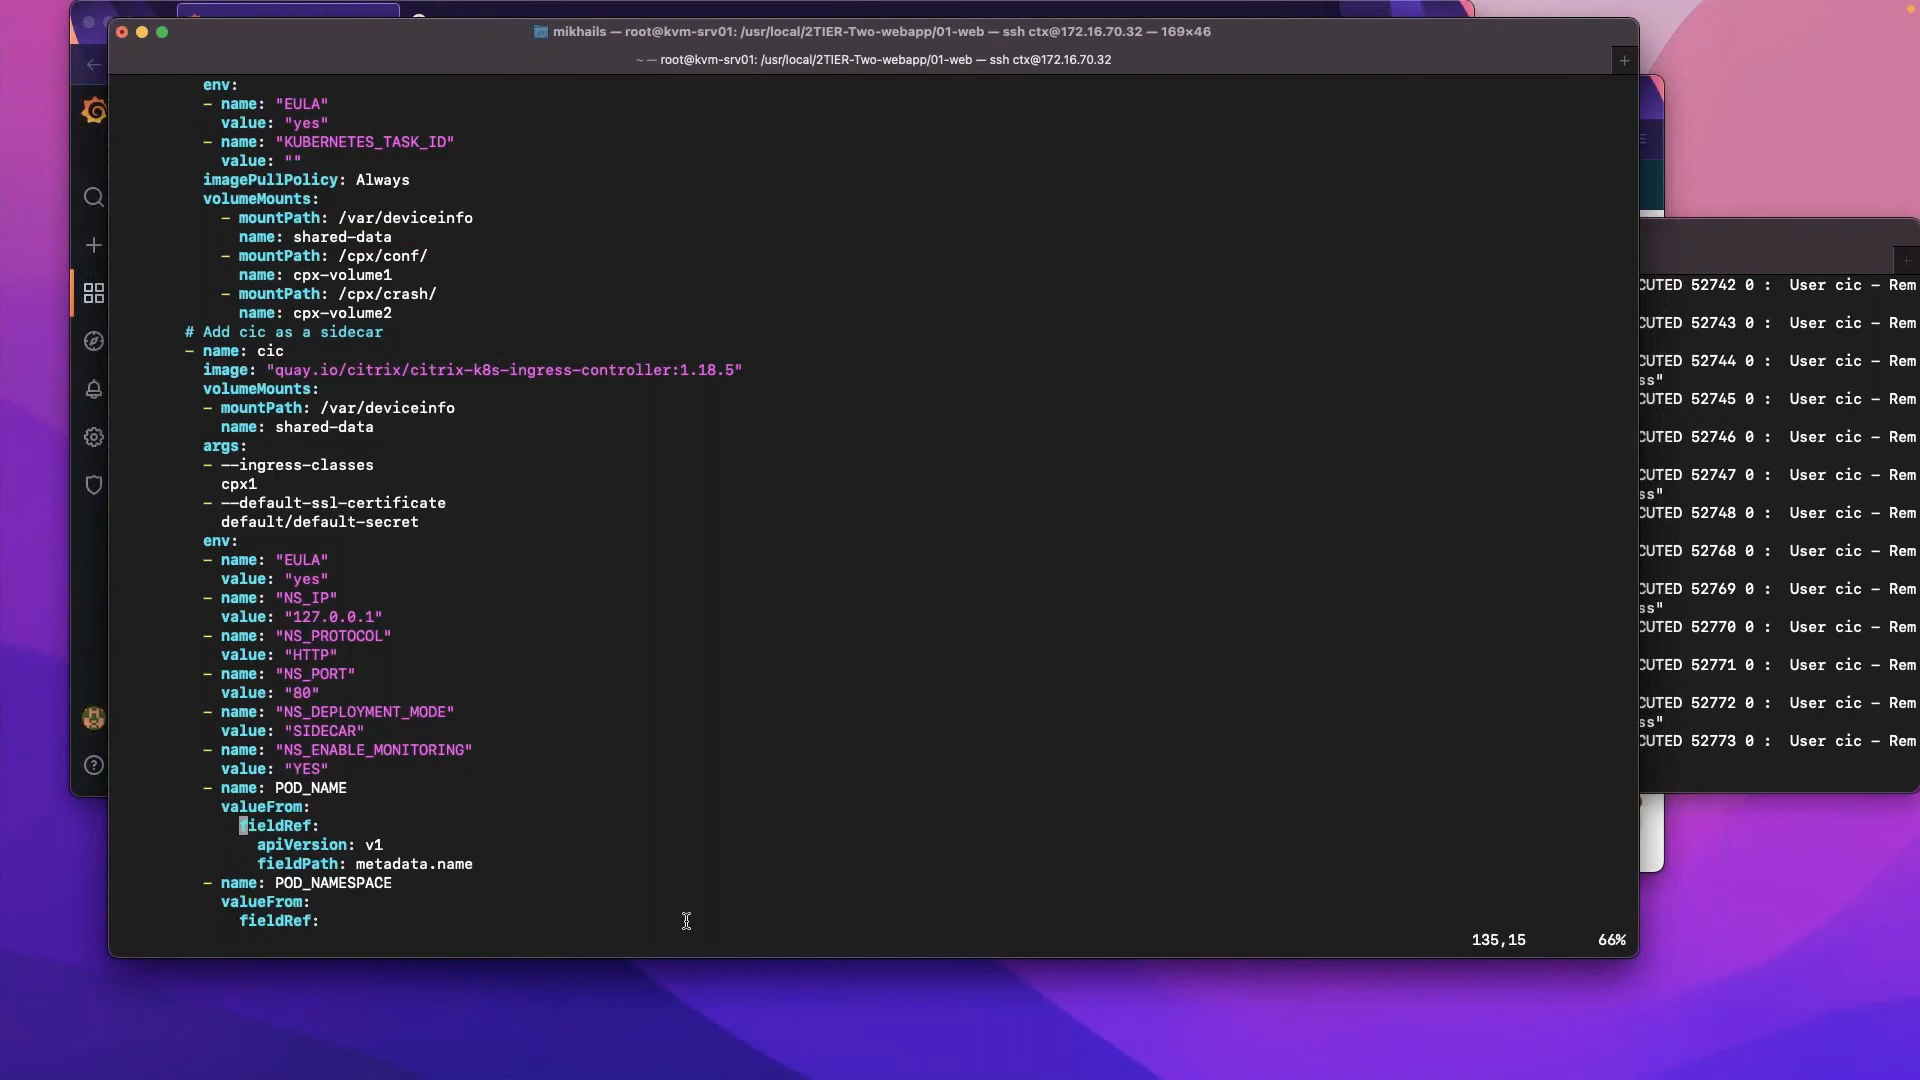 mikhails — root@kvm-srv01: /usr/local/2TIER-Two-webapp/01-web — ssh ctx@172.16.70.32 — 169×46
~ — root@kvm-srv01: /usr/local/2TIER-Two-webapp/01-web — ssh ctx@172.16.70.32
env:
- name: "EULA"
value: "yes"
- name: "KUBERNETES_TASK_ID"
value: ""
imagePullPolicy: Always
volumeMounts:
- mountPath: /var/deviceinfo
name: shared-data
- mountPath: /cpx/conf/
name: cpx-volume1
- mountPath: /cpx/crash/
name: cpx-volume2
# Add cic as a sidecar
- name: cic
image: "quay.io/citrix/citrix-k8s-ingress-controller:1.18.5"
volumeMounts:
- mountPath: /var/deviceinfo
name: shared-data
args:
- --ingress-classes
cpx1
- --default-ssl-certificate
default/default-secret
env:
- name: "EULA"
value: "yes"
- name: "NS_IP"
value: "127.0.0.1"
- name: "NS_PROTOCOL"
value: "HTTP"
- name: "NS_PORT"
value: "80"
- name: "NS_DEPLOYMENT_MODE"
value: "SIDECAR"
- name: "NS_ENABLE_MONITORING"
value: "YES"
- name: POD_NAME
valueFrom:
fieldRef:
apiVersion: v1
fieldPath: metadata.name
- name: POD_NAMESPACE
valueFrom:
fieldRef:
135,15 66%
CUTED 52742 0 : User cic - Rem
CUTED 52743 0 : User cic - Rem
CUTED 52744 0 : User cic - Rem
ss"
CUTED 52745 0 : User cic - Rem
CUTED 52746 0 : User cic - Rem
CUTED 52747 0 : User cic - Rem
ss"
CUTED 52748 0 : User cic - Rem
CUTED 52768 0 : User cic - Rem
CUTED 52769 0 : User cic - Rem
ss"
CUTED 52770 0 : User cic - Rem
CUTED 52771 0 : User cic - Rem
CUTED 52772 0 : User cic - Rem
ss"
CUTED 52773 0 : User cic - Rem